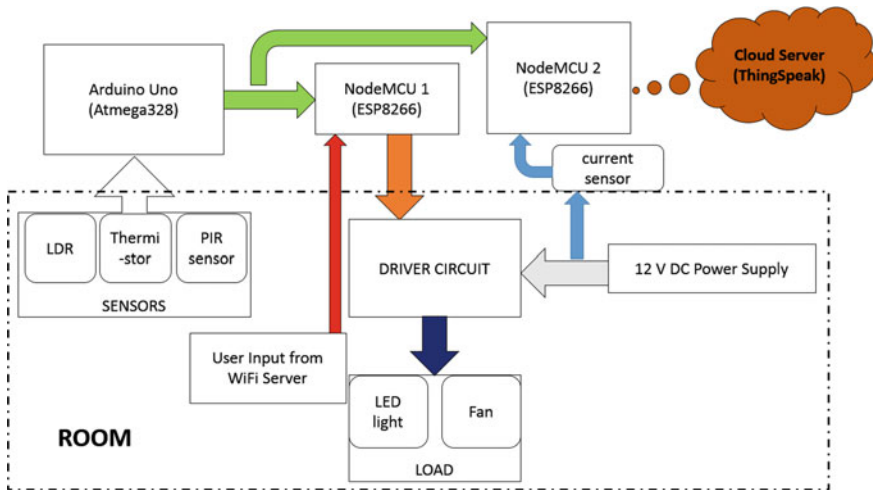 Arduino Uno
(Atmega328)
NodeMCU 1
(ESP8266)
NodeMCU 2
(ESP8266)
Cloud Server
(ThingSpeak)
current
sensor
LDR
Thermi
-stor
PIR
sensor
SENSORS
DRIVER CIRCUIT
12 V DC Power Supply
User Input from
WiFi Server
LED
light
Fan
LOAD
ROOM